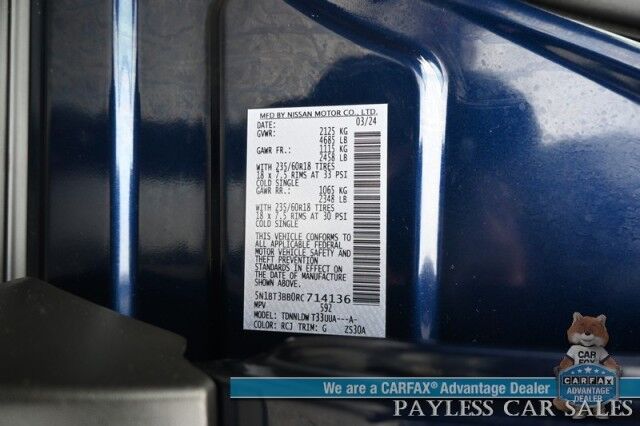 MFD BY NISSAN MOTOR CO., LTD.
DATE: 03/24
GVWR: 2125 KG
4685 LB
GAWR FR.: 1115 KG
2458 LB
WITH 235/60R18 TIRES
18 x 7.5 RIMS AT 33 PSI
COLD SINGLE
GAWR RR.: 1065 KG
2348 LB
WITH 235/60R18 TIRES
18 x 7.5 RIMS AT 30 PSI
COLD SINGLE
THIS VEHICLE CONFORMS TO
ALL APPLICABLE FEDERAL
MOTOR VEHICLE SAFETY AND
THEFT PREVENTION
STANDARDS IN EFFECT ON
THE DATE OF MANUFACTURE
SHOWN ABOVE.
5N1BT3BB0RC714136
MPV 592
MODEL: TDNNLDWT33UUA---A-
COLOR: RCJ TRIM: G ZS30A
CAR
FOX
We are a CARFAX® Advantage Dealer
CARFAX
ADVANTAGE
DEALER
PAYLESS CAR SALES